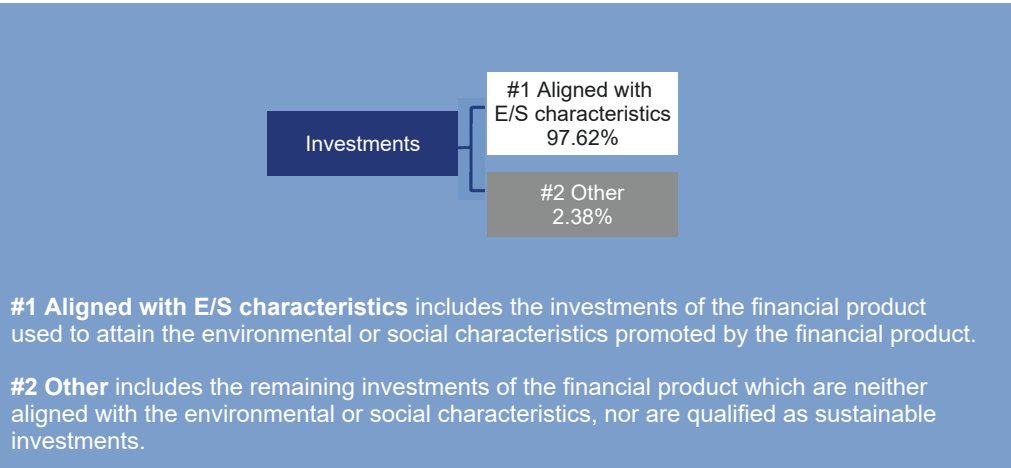 #1 Aligned with
E/S characteristics
97.62%
Investments
#2 Other
2.38%
#1 Aligned with E/S characteristics includes the investments of the financial product
used to attain the environmental or social characteristics promoted by the financial product.
#2 Other includes the remaining investments of the financial product which are neither
aligned with the environmental or social characteristics, nor are qualified as sustainable
investments.